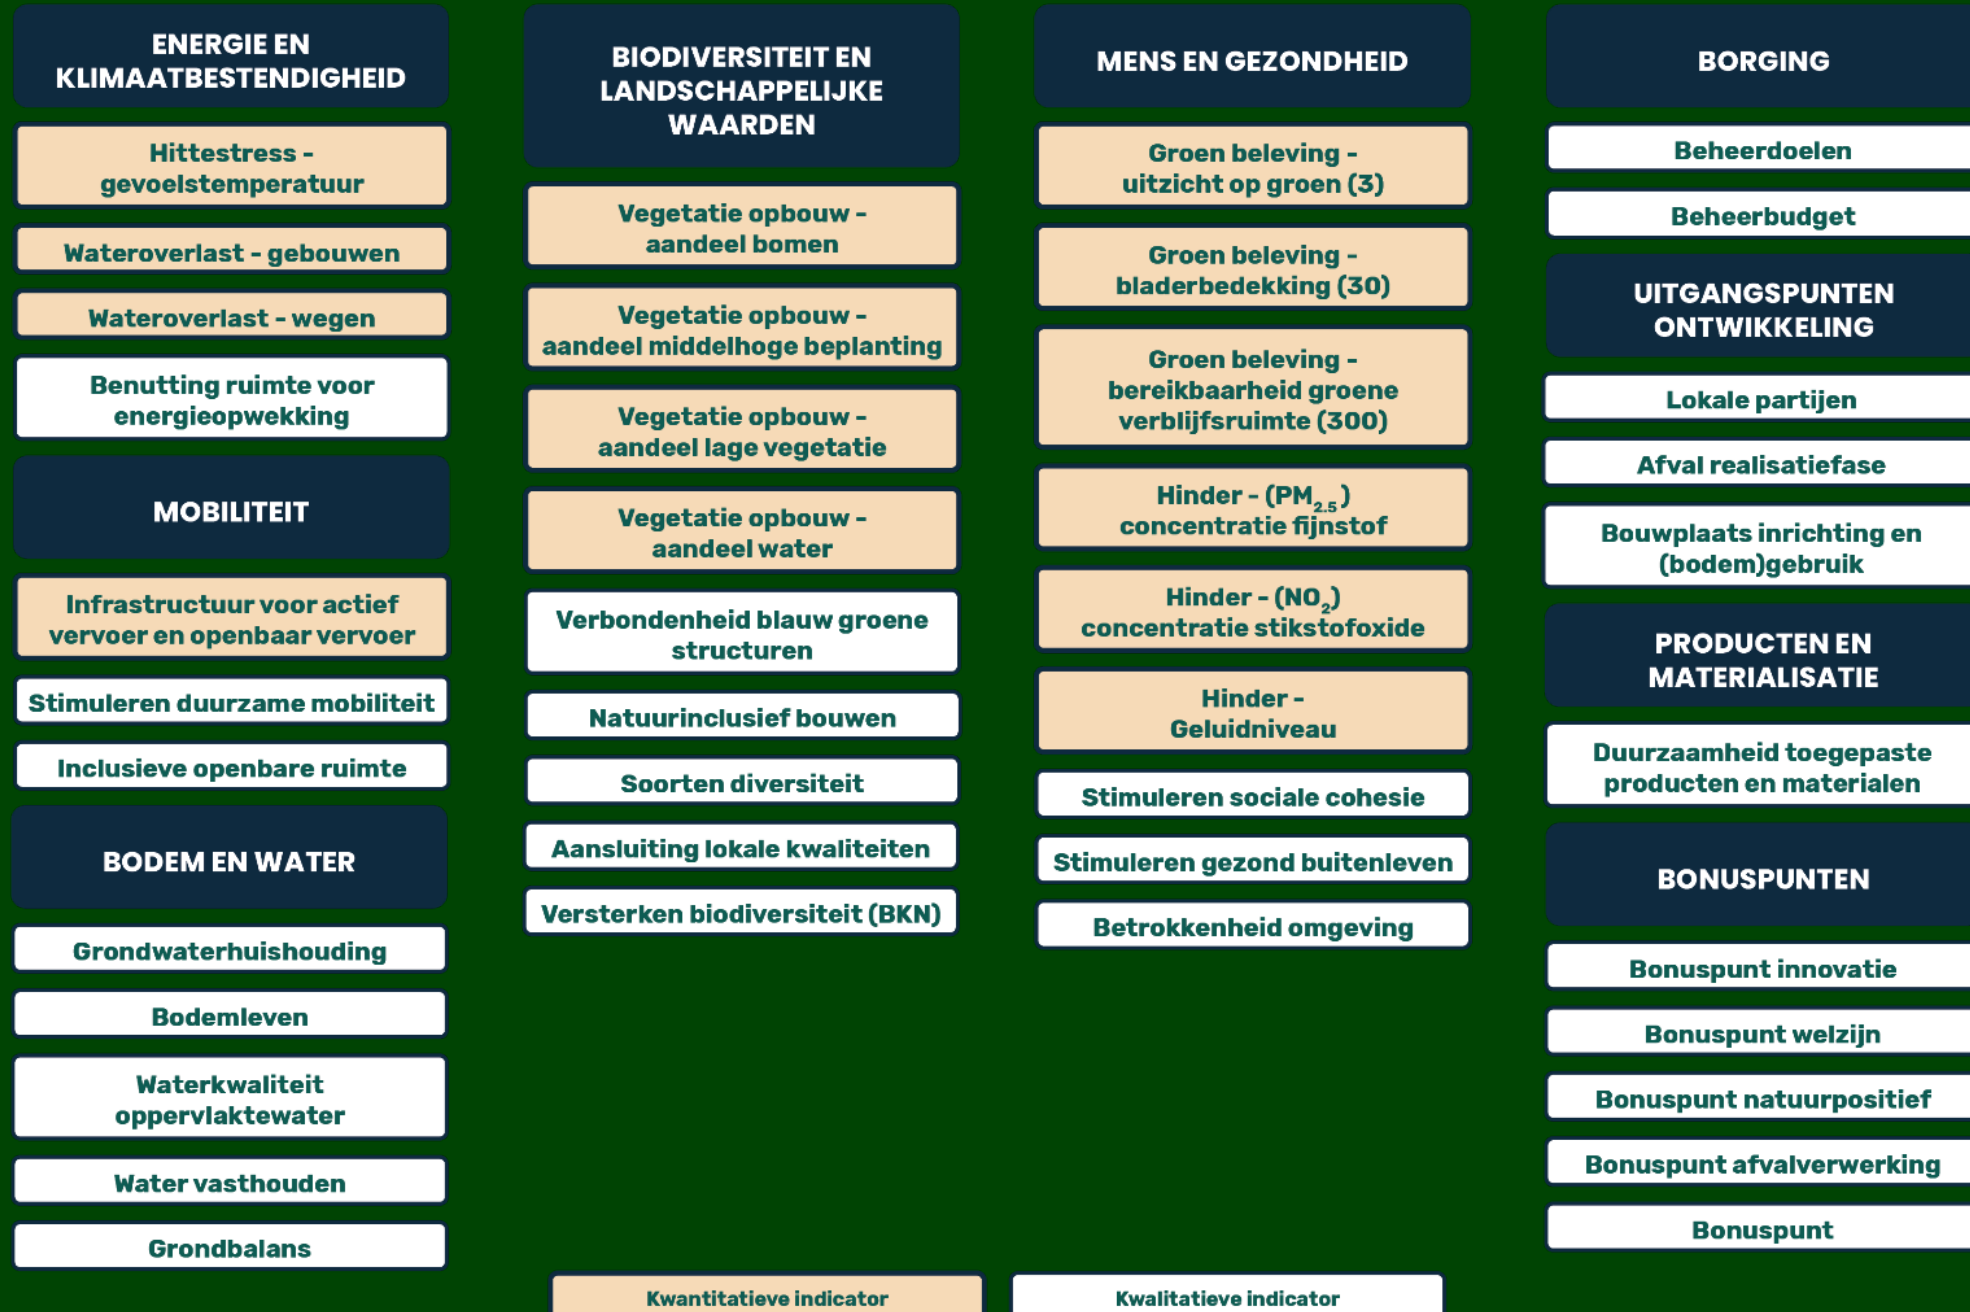 ENERGIE EN
KLIMAATBESTENDIGHEID
Hittestress -
gevoelstemperatuur
Wateroverlast - gebouwen
Wateroverlast - wegen
Benutting ruimte voor
energieopwekking
MOBILITEIT
Infrastructuur voor actief
vervoer en openbaar vervoer
Stimuleren duurzame mobiliteit
Inclusieve openbare ruimte
BODEM EN WATER
Grondwaterhuishouding
Bodemleven
Waterkwaliteit
oppervlaktewater
Water vasthouden
Grondbalans
BIODIVERSITEIT EN
LANDSCHAPPELIJKE
WAARDEN
Vegetatie opbouw -
aandeel bomen
Vegetatie opbouw -
aandeel middelhoge beplanting
Vegetatie opbouw -
aandeel lage vegetatie
Vegetatie opbouw -
aandeel water
Verbondenheid blauw groene
structuren
Natuurinclusief bouwen
Soorten diversiteit
Aansluiting lokale kwaliteiten
Versterken biodiversiteit (BKN)
MENS EN GEZONDHEID
Groen beleving -
uitzicht op groen (3)
Groen beleving -
bladerbedekking (30)
Groen beleving -
bereikbaarheid groene
verblijfsruimte (300)
Hinder - (PM2.5)
concentratie fijnstof
Hinder - (NO2)
concentratie stikstofoxide
Hinder -
Geluidniveau
Stimuleren sociale cohesie
Stimuleren gezond buitenleven
Betrokkenheid omgeving
BORGING
Beheerdoelen
Beheerbudget
UITGANGSPUNTEN
ONTWIKKELING
Lokale partijen
Afval realisatiefase
Bouwplaats inrichting en
(bodem)gebruik
PRODUCTEN EN
MATERIALISATIE
Duurzaamheid toegepaste
producten en materialen
BONUSPUNTEN
Bonuspunt innovatie
Bonuspunt welzijn
Bonuspunt natuurpositief
Bonuspunt afvalverwerking
Bonuspunt
Kwantitatieve indicator
Kwalitatieve indicator